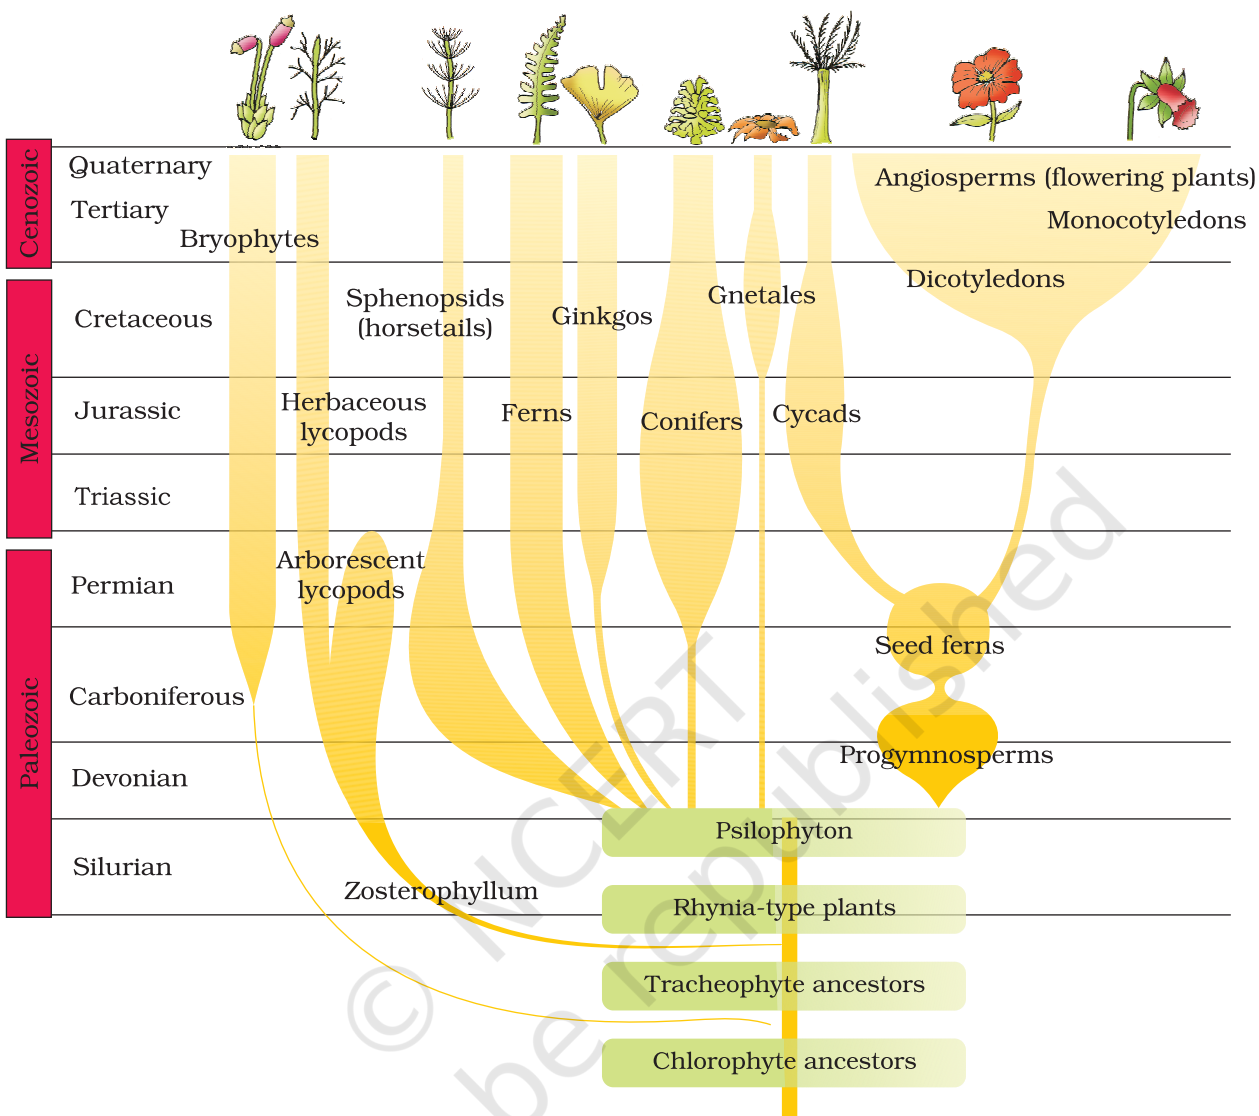 Cenozoic
Quaternary
Tertiary
Bryophytes
Angiosperms (flowering plants)
Monocotyledons
Dicotyledons
Mesozoic
Cretaceous
Sphenopsids
(horsetails)
Ginkgos
Gnetales
Jurassic
Herbaceous
lycopods
Ferns
Conifers
Cycads
Triassic
Paleozoic
Permian
Arborescent
lycopods
Seed ferns
Carboniferous
Progymnosperms
Devonian
Psilophyton
Silurian
Zosterophyllum
Rhynia-type plants
Tracheophyte ancestors
Chlorophyte ancestors
© NCERT
be republished